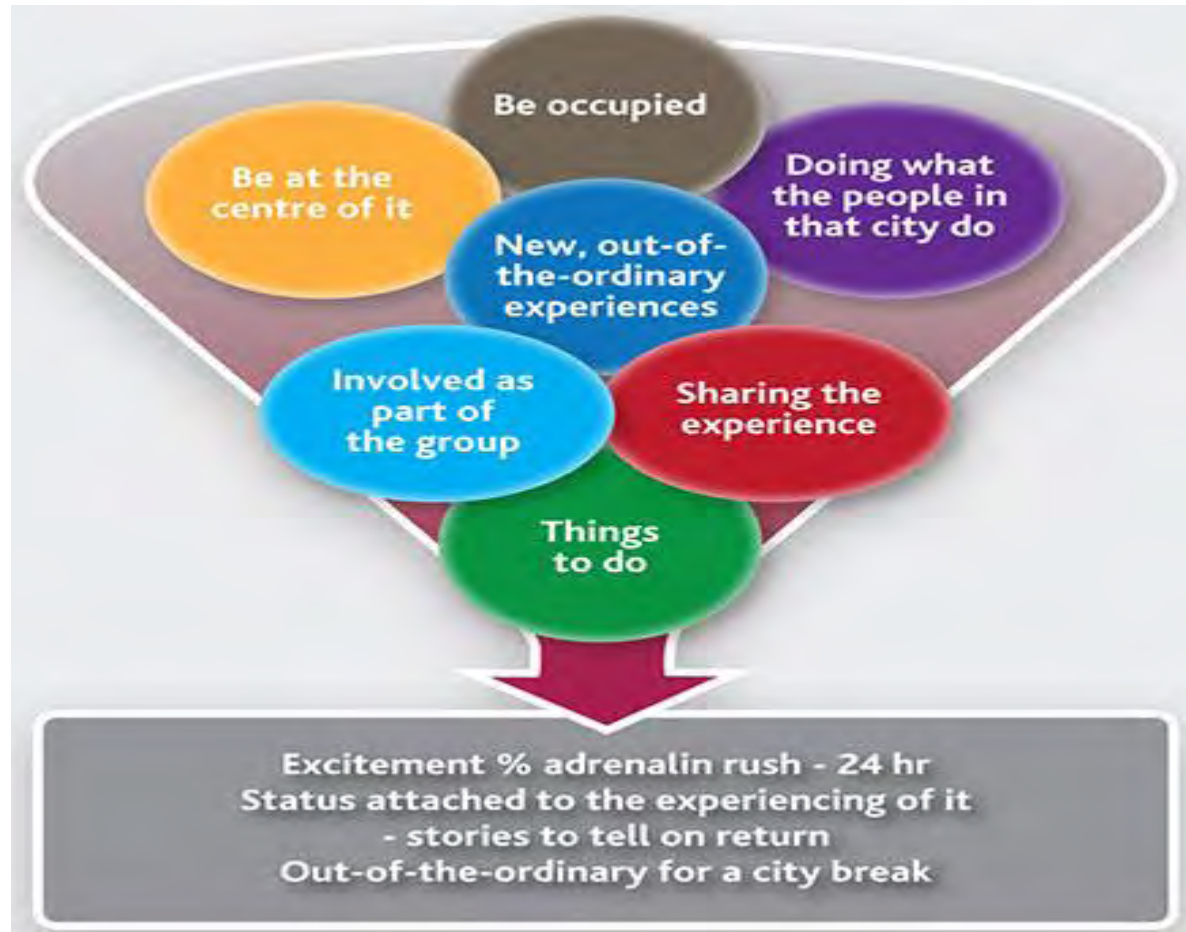 Be occupied
Be at the
centre of it
Doing what
the people in
that city do
New, out-of-
the-ordinary
experiences
Involved as
part of
the group
Sharing the
experience
Things
to do
Excitement % adrenalin rush - 24 hr
Status attached to the experiencing of it
- stories to tell on return
Out-of-the-ordinary for a city break